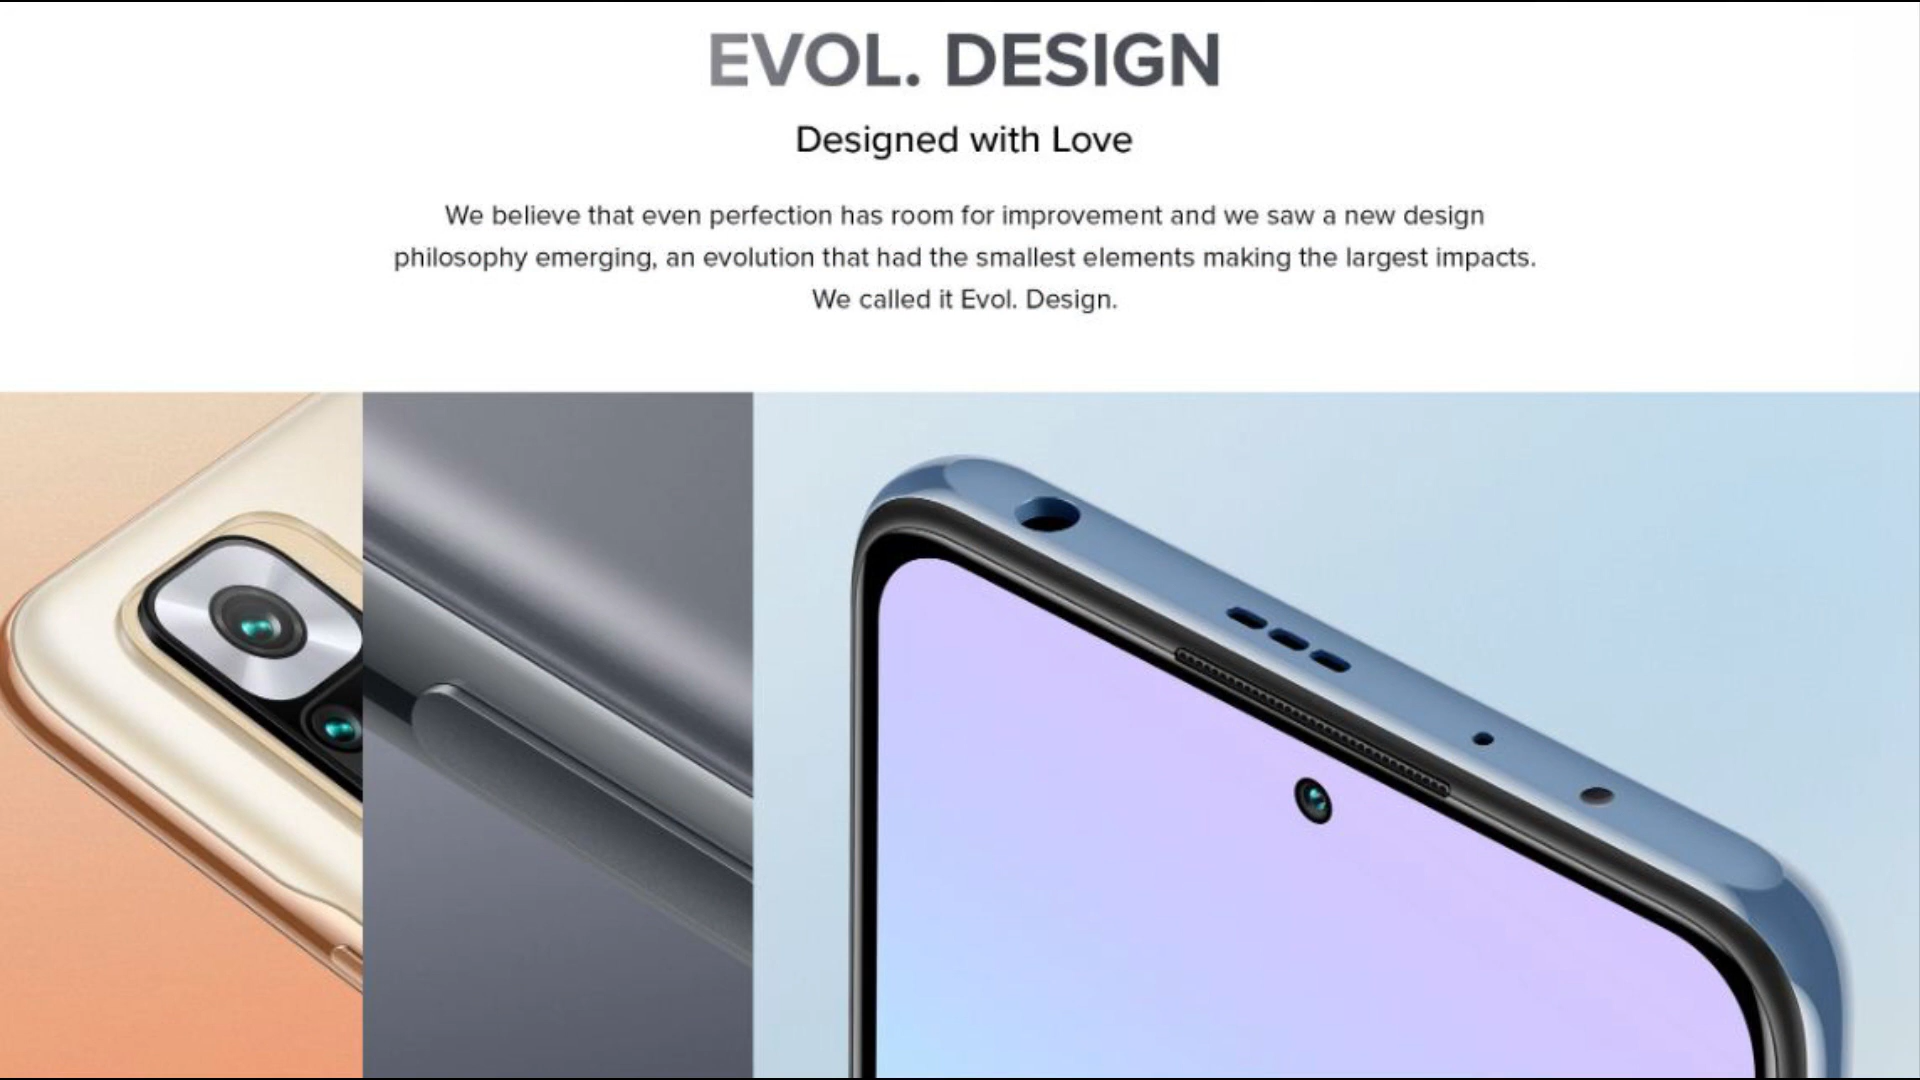 EVOL. DESIGN
Designed with Love
We believe that even perfection has room for improvement and we saw a new design
philosophy emerging, an evolution that had the smallest elements making the largest impacts.
We called it Evol. Design.